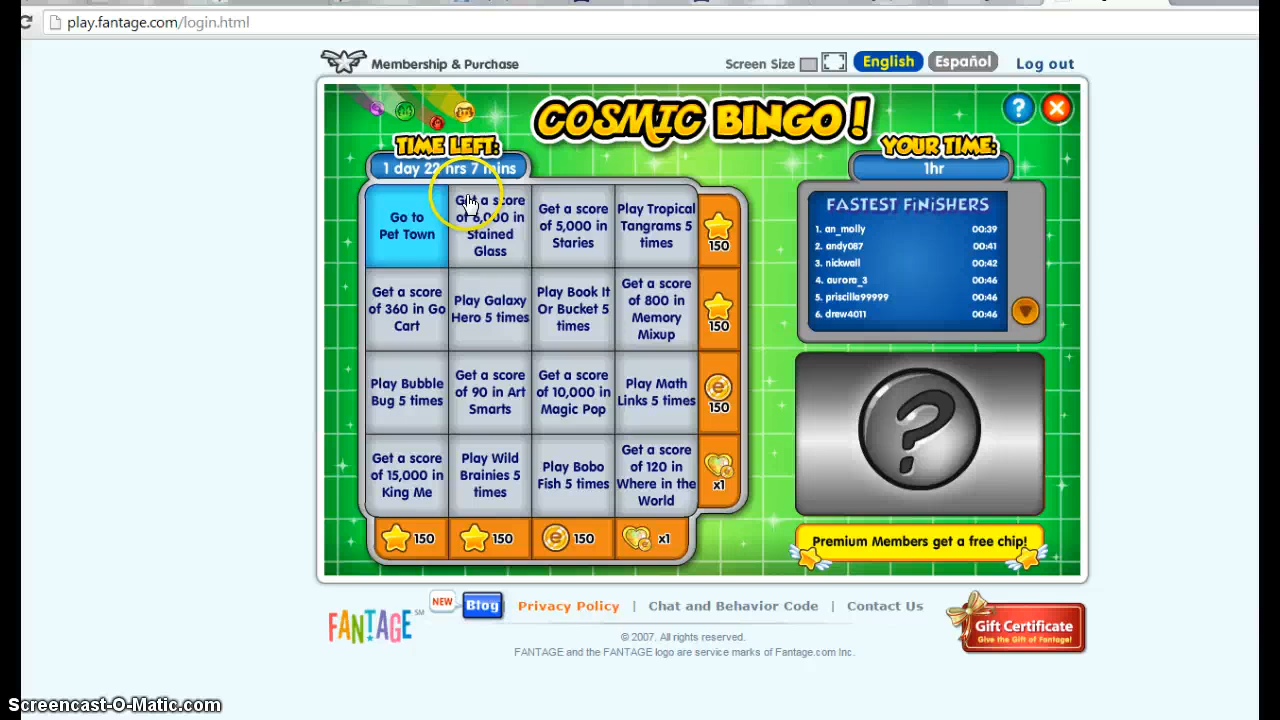 play.fantage.com/login.html
Membership & Purchase
Screen Size
English
Español
Log out
COSMIC BINGO!
?
TIME LEFT:
1 day 22 hrs 7 mins
YOUR TIME:
1hr
Go to
Pet Town
Get a score
of 6,000 in
Stained
Glass
Get a score
of 5,000 in
Staries
Play Tropical
Tangrams 5
times
150
Get a score
of 360 in Go
Cart
Play Galaxy
Hero 5 times
Play Book It
Or Bucket 5
times
Get a score
of 800 in
Memory
Mixup
150
Play Bubble
Bug 5 times
Get a score
of 90 in Art
Smarts
Get a score
of 10,000 in
Magic Pop
Play Math
Links 5 times
e
150
Get a score
of 15,000 in
King Me
Play Wild
Brainies 5
times
Play Bobo
Fish 5 times
Get a score
of 120 in
Where in the
World
x1
150
150
e 150
x1
FASTEST FiNiSHERS
1. an_molly 00:39
2. andy087 00:41
3. nickwall 00:42
4. aurora_3 00:46
5. priscilla99999 00:46
6. drew4011 00:46
?
Premium Members get a free chip!
FANTAGE SM
NEW
Blog
Privacy Policy | Chat and Behavior Code | Contact Us
© 2007. All rights reserved.
FANTAGE and the FANTAGE logo are service marks of Fantage.com Inc.
Gift Certificate
Give the Gift of Fantage!
Screencast-O-Matic.com